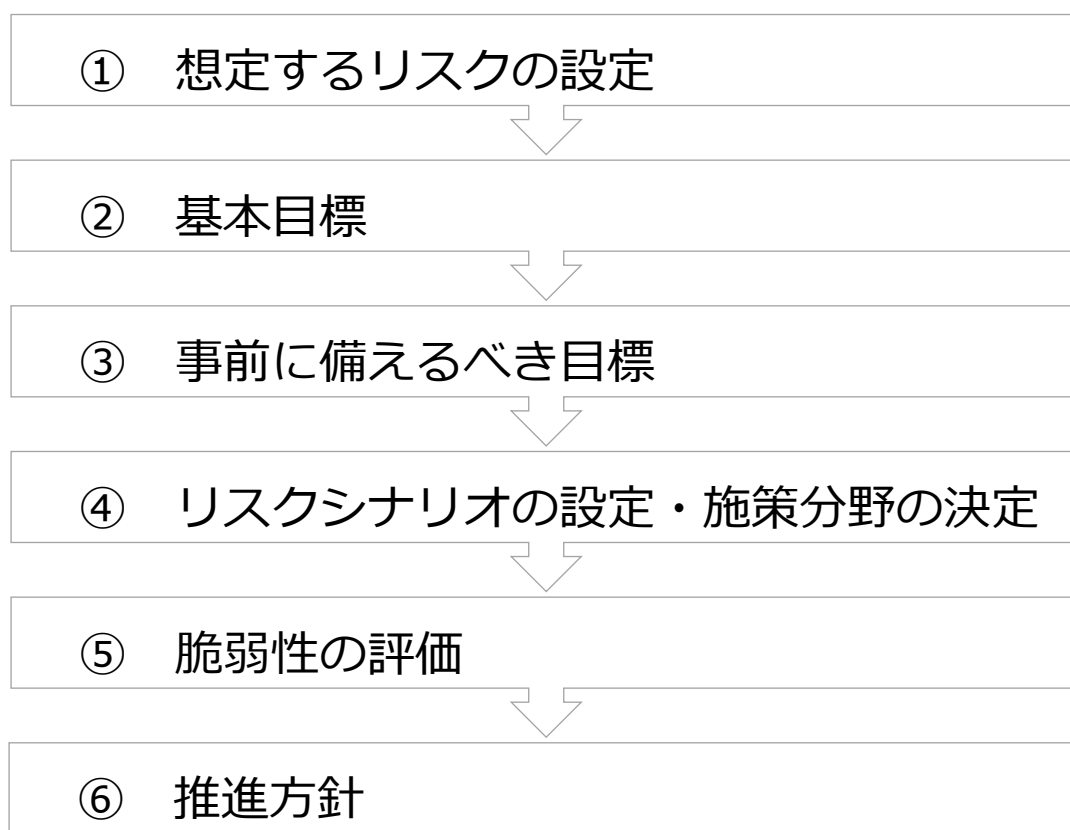 ① 想定するリスクの設定
② 基本目標
③ 事前に備えるべき目標
④ リスクシナリオの設定・施策分野の決定
⑤ 脆弱性の評価
⑥ 推進方針